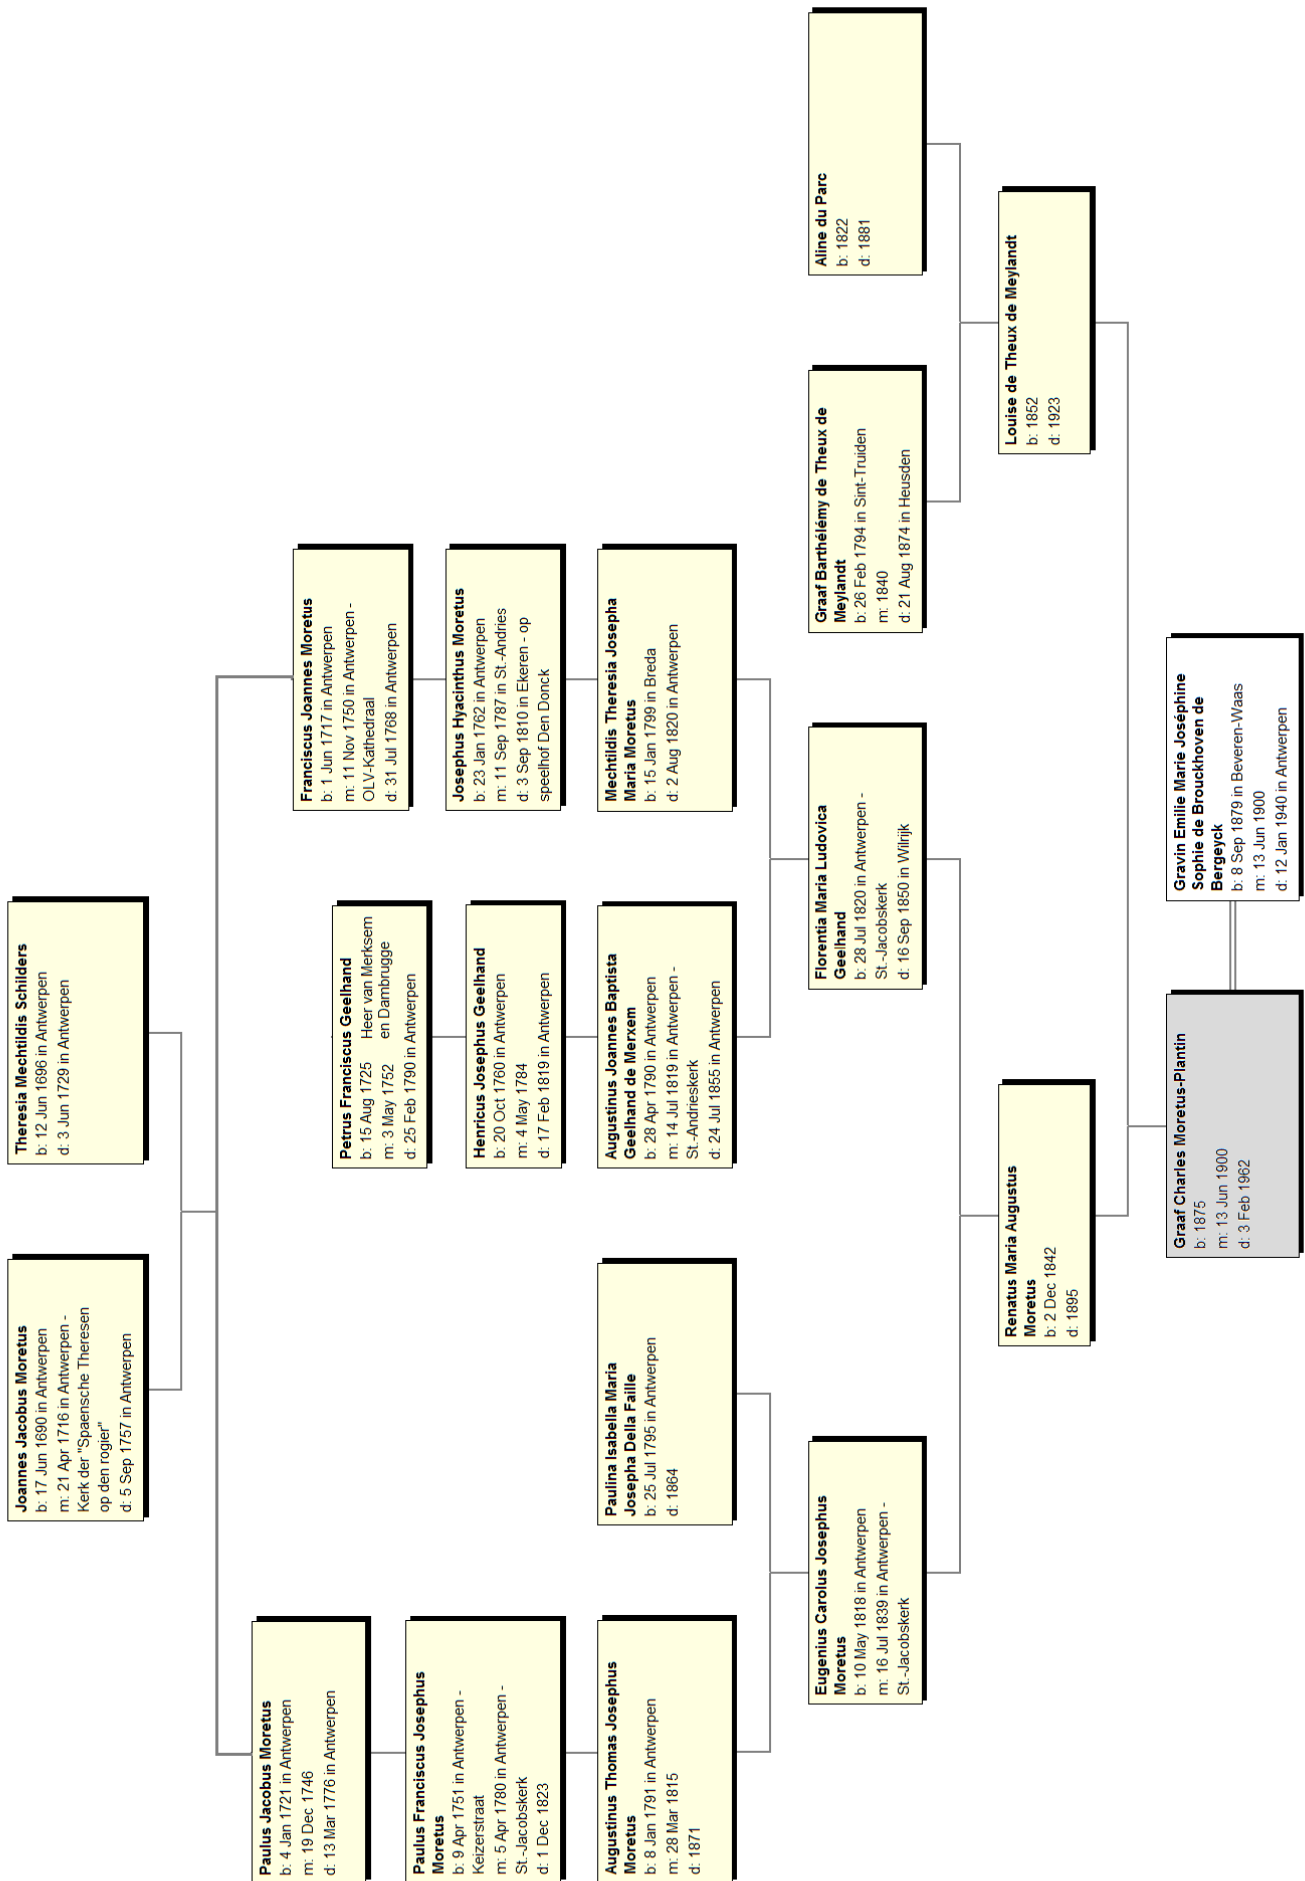 Joannes Jacobus Moretus
b: 17 Jun 1690 in Antwerpen
m: 21 Apr 1716 in Antwerpen -
Kerk der "Spaensche Theresen
op den rogier"
d: 5 Sep 1757 in Antwerpen
Theresia Mechtildis Schilders
b: 12 Jun 1696 in Antwerpen
d: 3 Jun 1729 in Antwerpen
Paulus Jacobus Moretus
b: 4 Jan 1721 in Antwerpen
m: 19 Dec 1746
d: 13 Mar 1776 in Antwerpen
Petrus Franciscus Geelhand
b: 15 Aug 1725 Heer van Merksem
m: 3 May 1752 en Dambrugge
d: 25 Feb 1790 in Antwerpen
Franciscus Joannes Moretus
b: 1 Jun 1717 in Antwerpen
m: 11 Nov 1750 in Antwerpen -
OLV-Kathedraal
d: 31 Jul 1768 in Antwerpen
Paulus Franciscus Josephus
Moretus
b: 9 Apr 1751 in Antwerpen -
Keizerstraat
m: 5 Apr 1780 in Antwerpen -
St.-Jacobskerk
d: 1 Dec 1823
Henricus Josephus Geelhand
b: 20 Oct 1760 in Antwerpen
m: 4 May 1784
d: 17 Feb 1819 in Antwerpen
Josephus Hyacinthus Moretus
b: 23 Jan 1762 in Antwerpen
m: 11 Sep 1787 in St.-Andries
d: 3 Sep 1810 in Ekeren - op
speelhof Den Donck
Augustinus Thomas Josephus
Moretus
b: 8 Jan 1791 in Antwerpen
m: 28 Mar 1815
d: 1871
Paulina Isabella Maria
Josepha Della Faille
b: 25 Jul 1795 in Antwerpen
d: 1864
Augustinus Joannes Baptista
Geelhand de Merxem
b: 28 Apr 1790 in Antwerpen
m: 14 Jul 1819 in Antwerpen -
St.-Andrieskerk
d: 24 Jul 1855 in Antwerpen
Mechtildis Theresia Josepha
Maria Moretus
b: 15 Jan 1799 in Breda
d: 2 Aug 1820 in Antwerpen
Eugenius Carolus Josephus
Moretus
b: 10 May 1818 in Antwerpen
m: 16 Jul 1839 in Antwerpen -
St.-Jacobskerk
Florentia Maria Ludovica
Geelhand
b: 28 Jul 1820 in Antwerpen -
St.-Jacobskerk
d: 16 Sep 1850 in Wilrijk
Graaf Barthélémy de Theux de
Meylandt
b: 26 Feb 1794 in Sint-Truiden
m: 1840
d: 21 Aug 1874 in Heusden
Aline du Parc
b: 1822
d: 1881
Renatus Maria Augustus
Moretus
b: 2 Dec 1842
d: 1895
Louise de Theux de Meylandt
b: 1852
d: 1923
Graaf Charles Moretus-Plantin
b: 1875
m: 13 Jun 1900
d: 3 Feb 1962
Gravin Emilie Marie Joséphine
Sophie de Brouckhoven de
Bergeyck
b: 8 Sep 1879 in Beveren-Waas
m: 13 Jun 1900
d: 12 Jan 1940 in Antwerpen